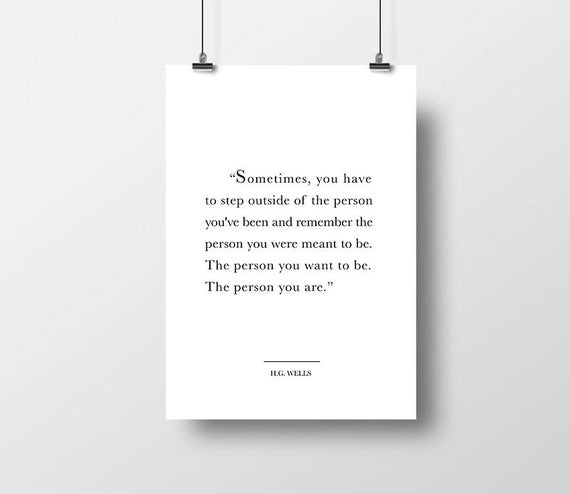 “Sometimes, you have
to step outside of the person
you've been and remember the
person you were meant to be.
The person you want to be.
The person you are.”
H.G. WELLS